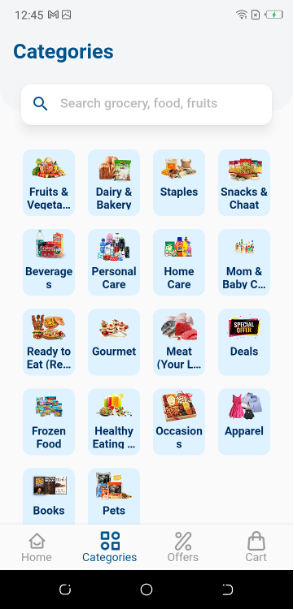 12:45
Categories
Search grocery, food, fruits
Fruits &
Vegeta...
Dairy &
Bakery
Staples
Snacks &
Chaat
Beverage
s
Personal
Care
Home
Care
Mom &
Baby C...
Ready to
Eat (Re...
Gourmet
Meat
(Your L...
SPECIAL
OFFER
Deals
Frozen
Food
Healthy
Eating ...
Occasion
s
Apparel
Books
Pets
Home
Categories
Offers
Cart